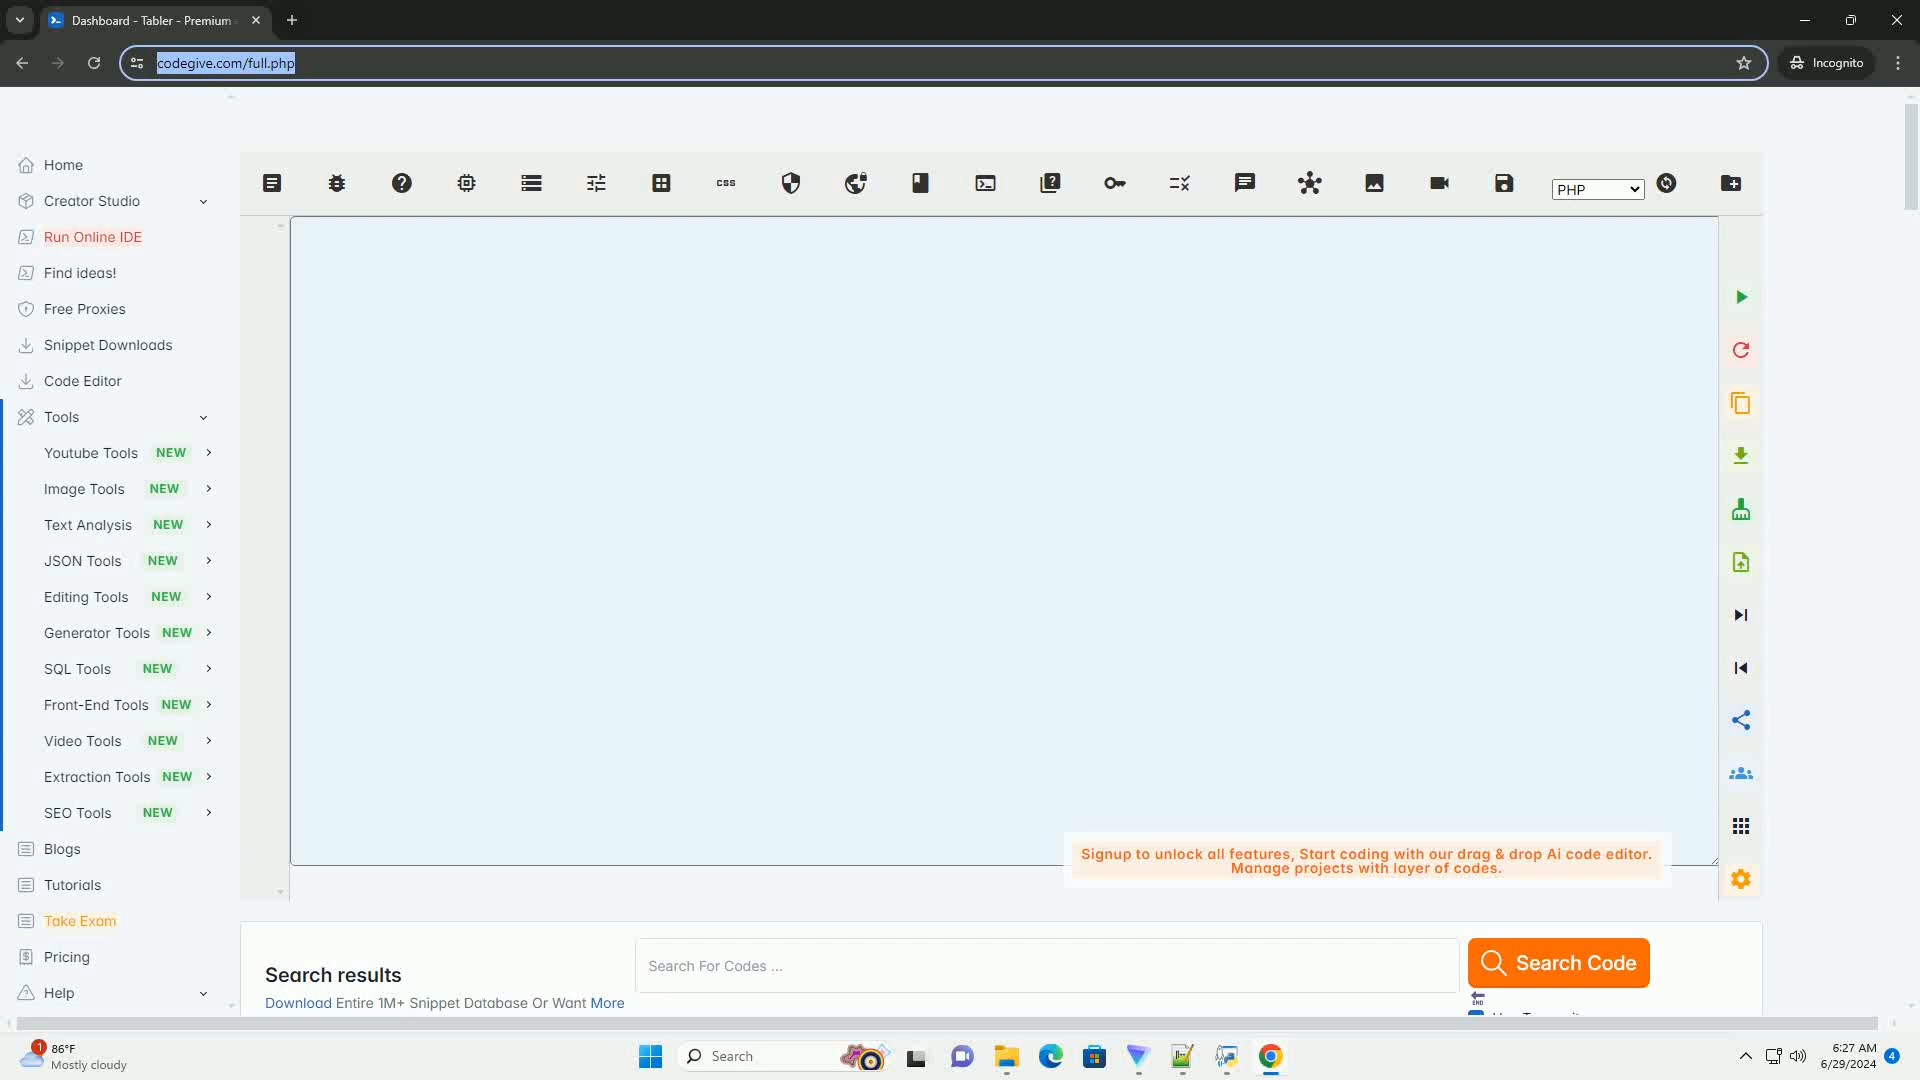 Dashboard - Tabler - Premium
codegive.com/full.php
Incognito
Home
Creator Studio
Run Online IDE
Find ideas!
Free Proxies
Snippet Downloads
Code Editor
Tools
Youtube Tools NEW
Image Tools NEW
Text Analysis NEW
JSON Tools NEW
Editing Tools NEW
Generator Tools NEW
SQL Tools NEW
Front-End Tools NEW
Video Tools NEW
Extraction Tools NEW
SEO Tools NEW
Blogs
Tutorials
Take Exam
Pricing
Help
CSS
PHP
Signup to unlock all features, Start coding with our drag & drop Ai code editor.
Manage projects with layer of codes.
Search results
Download Entire 1M+ Snippet Database Or Want More
Search For Codes ...
Search Code
END
1
86°F
Mostly cloudy
Search
6:27 AM
6/29/2024
4